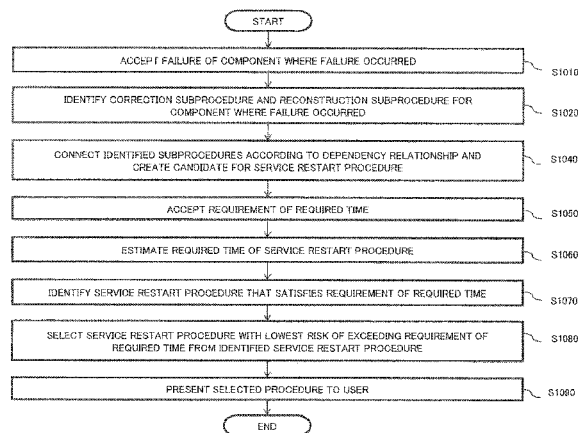 START
ACCEPT FAILURE OF COMPONENT WHERE FAILURE OCCURRED
S1010
IDENTIFY CORRECTION SUBPROCEDURE AND RECONSTRUCTION SUBPROCEDURE FOR
COMPONENT WHERE FAILURE OCCURRED
S1020
CONNECT IDENTIFIED SUBPROCEDURES ACCORDING TO DEPENDENCY RELATIONSHIP AND
CREATE CANDIDATE FOR SERVICE RESTART PROCEDURE
S1040
ACCEPT REQUIREMENT OF REQUIRED TIME
S1050
ESTIMATE REQUIRED TIME OF SERVICE RESTART PROCEDURE
S1060
IDENTIFY SERVICE RESTART PROCEDURE THAT SATISFIES REQUIREMENT OF REQUIRED TIME
S1070
SELECT SERVICE RESTART PROCEDURE WITH LOWEST RISK OF EXCEEDING REQUIREMENT OF
REQUIRED TIME FROM IDENTIFIED SERVICE RESTART PROCEDURE
S1080
PRESENT SELECTED PROCEDURE TO USER
S1090
END